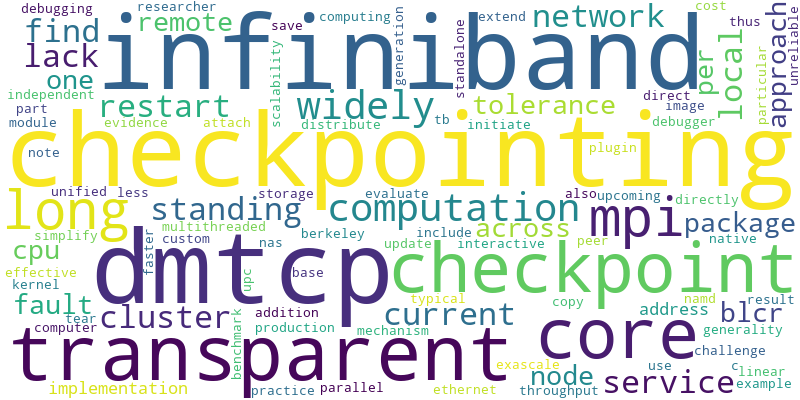 debugging researcher computing generation extend cost thus
find remote save infiniband standalone network per local approach unreliable
lack
one scalability direct image particular
independent restart widely tolerance
part evidence attach distribute tb initiate debugger
module
note checkpointing plugin
unified less storage evaluate also upcoming
long standing computation mpi directly
simplify multithreaded across package
cpu faster custom nas berkeley include update interactive peer native
effective dmtcp upc base checkpoint
kernel typical copy namd result
fault tear cluster addition current address blcr
computer production mechanism core generality
transparent benchmark exascale node use challenge c linear
implementation practice parallel ethernet throughput service example